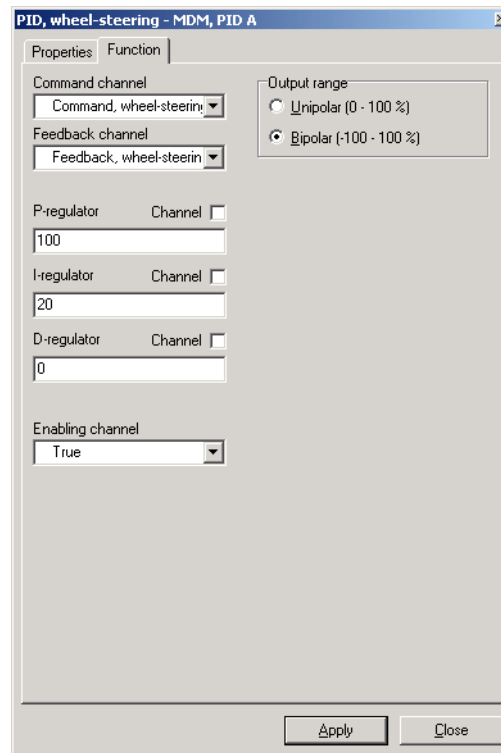 PID, wheel-steering - MDM, PID A
Properties Function
Command channel
Command, wheel-steering
Feedback channel
Feedback, wheel-steerin
Output range
Unipolar (0 - 100 %)
Bipolar (-100 - 100 %)
P-regulator Channel
100
I-regulator Channel
20
D-regulator Channel
0
Enabling channel
True
Apply Close